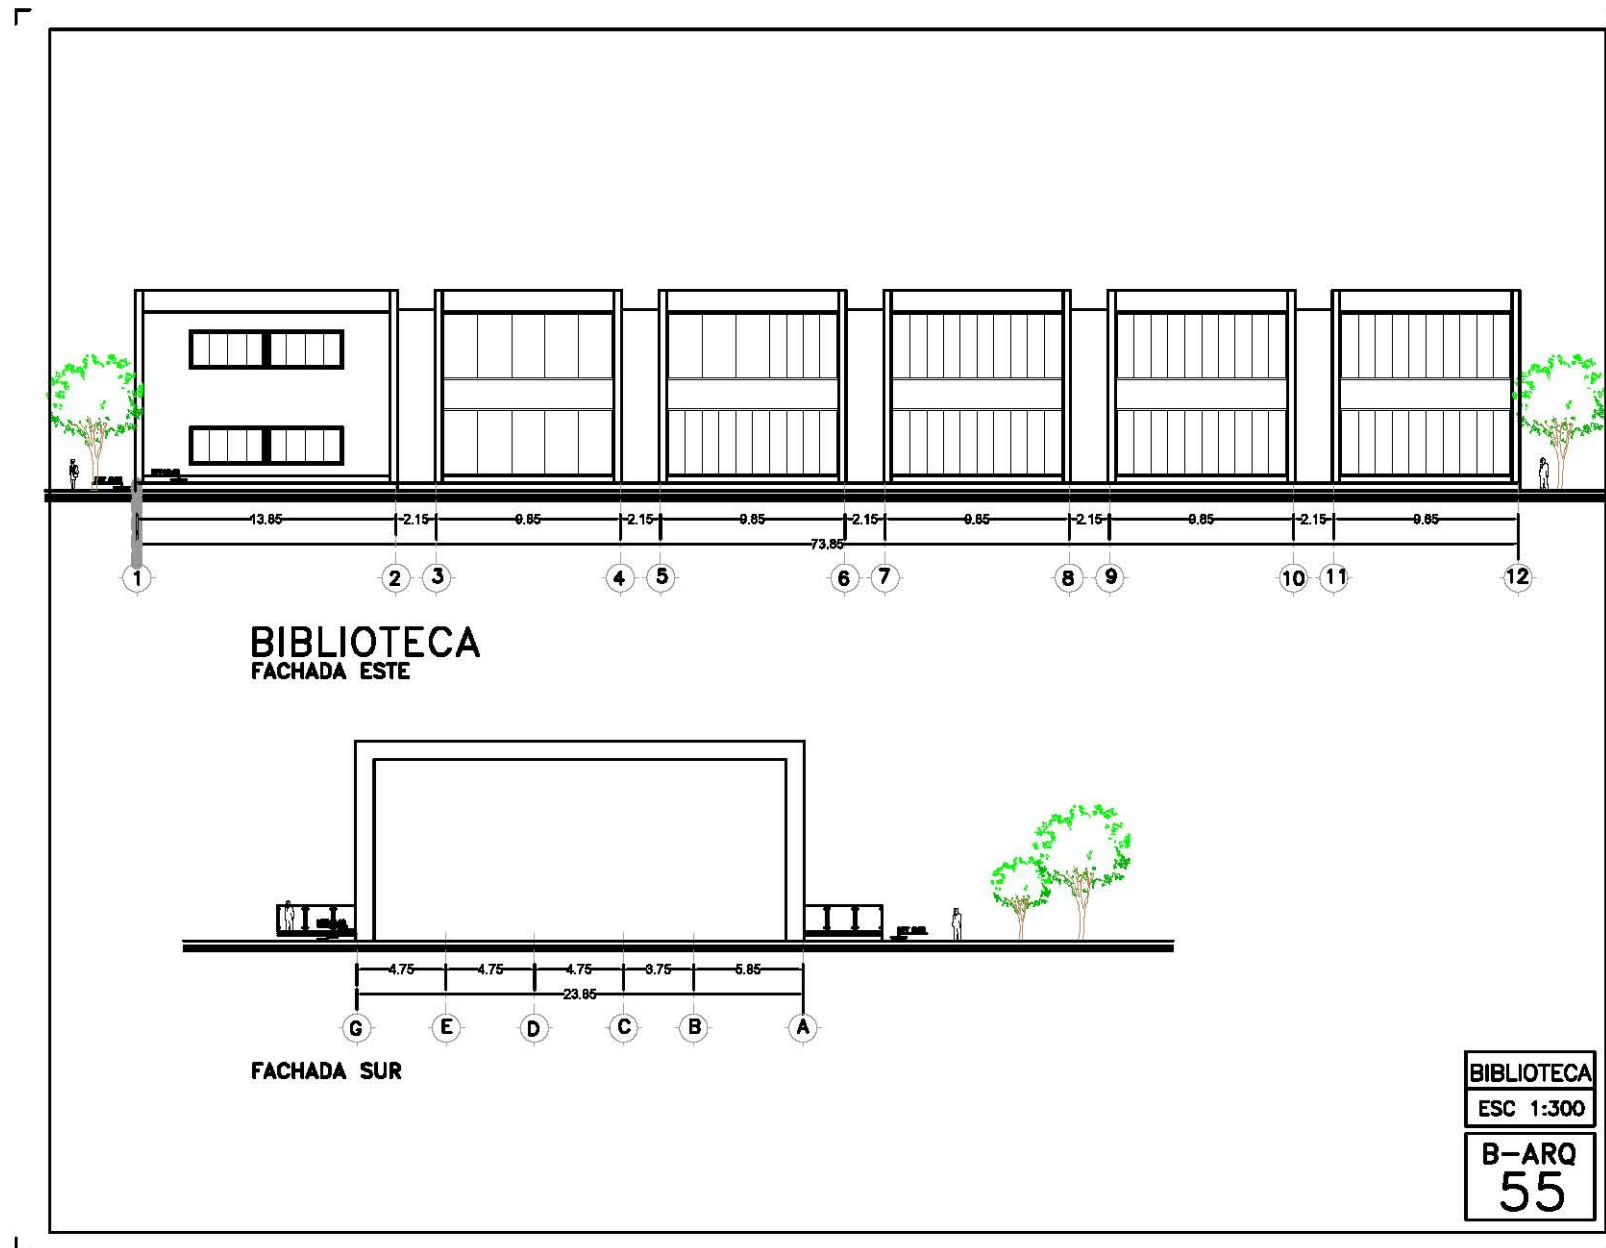 13.85 2.15 9.85 2.15 9.85 2.15 9.85 2.15 9.85 2.15 9.85
73.85
1 2 3 4 5 6 7 8 9 10 11 12
BIBLIOTECA
FACHADA ESTE
4.75 4.75 4.75 3.75 5.85
23.85
G E D C B A
FACHADA SUR
BIBLIOTECA
ESC 1:300
B-ARQ
55